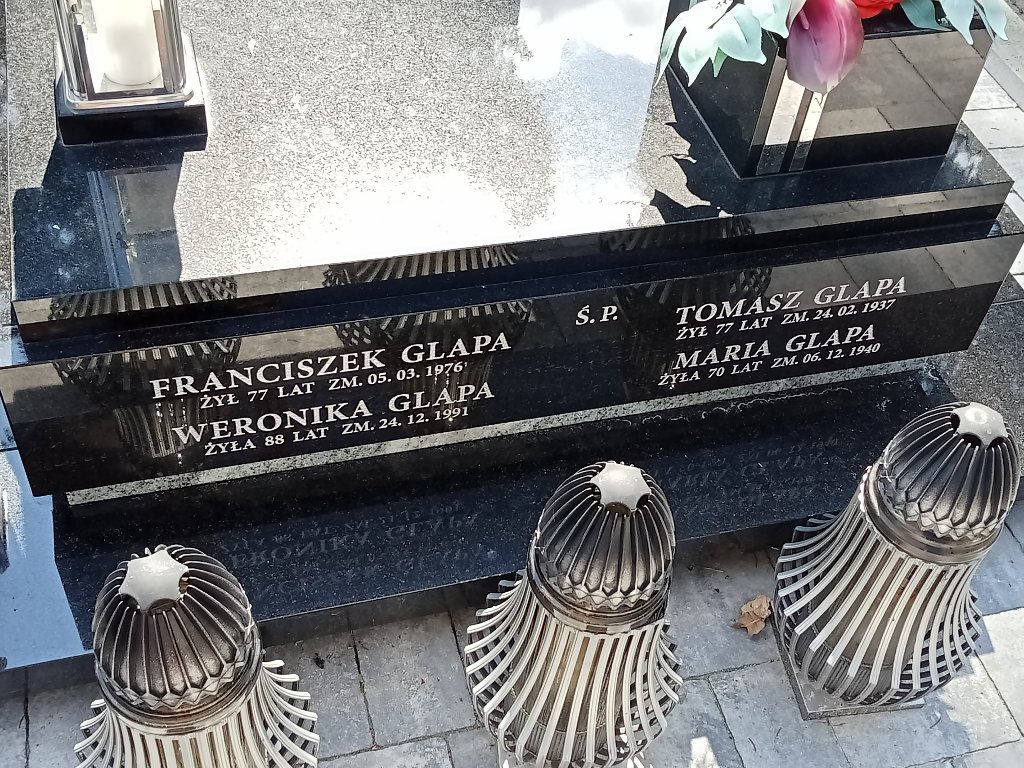 Ś. P.
FRANCISZEK GLAPA
ŻYŁ 77 LAT ZM. 05. 03. 1976
WERONIKA GLAPA
ŻYŁA 88 LAT ZM. 24. 12. 1991
TOMASZ GLAPA
ŻYŁ 77 LAT ZM. 24. 02. 1937
MARIA GLAPA
ŻYŁA 70 LAT ZM. 06. 12. 1940